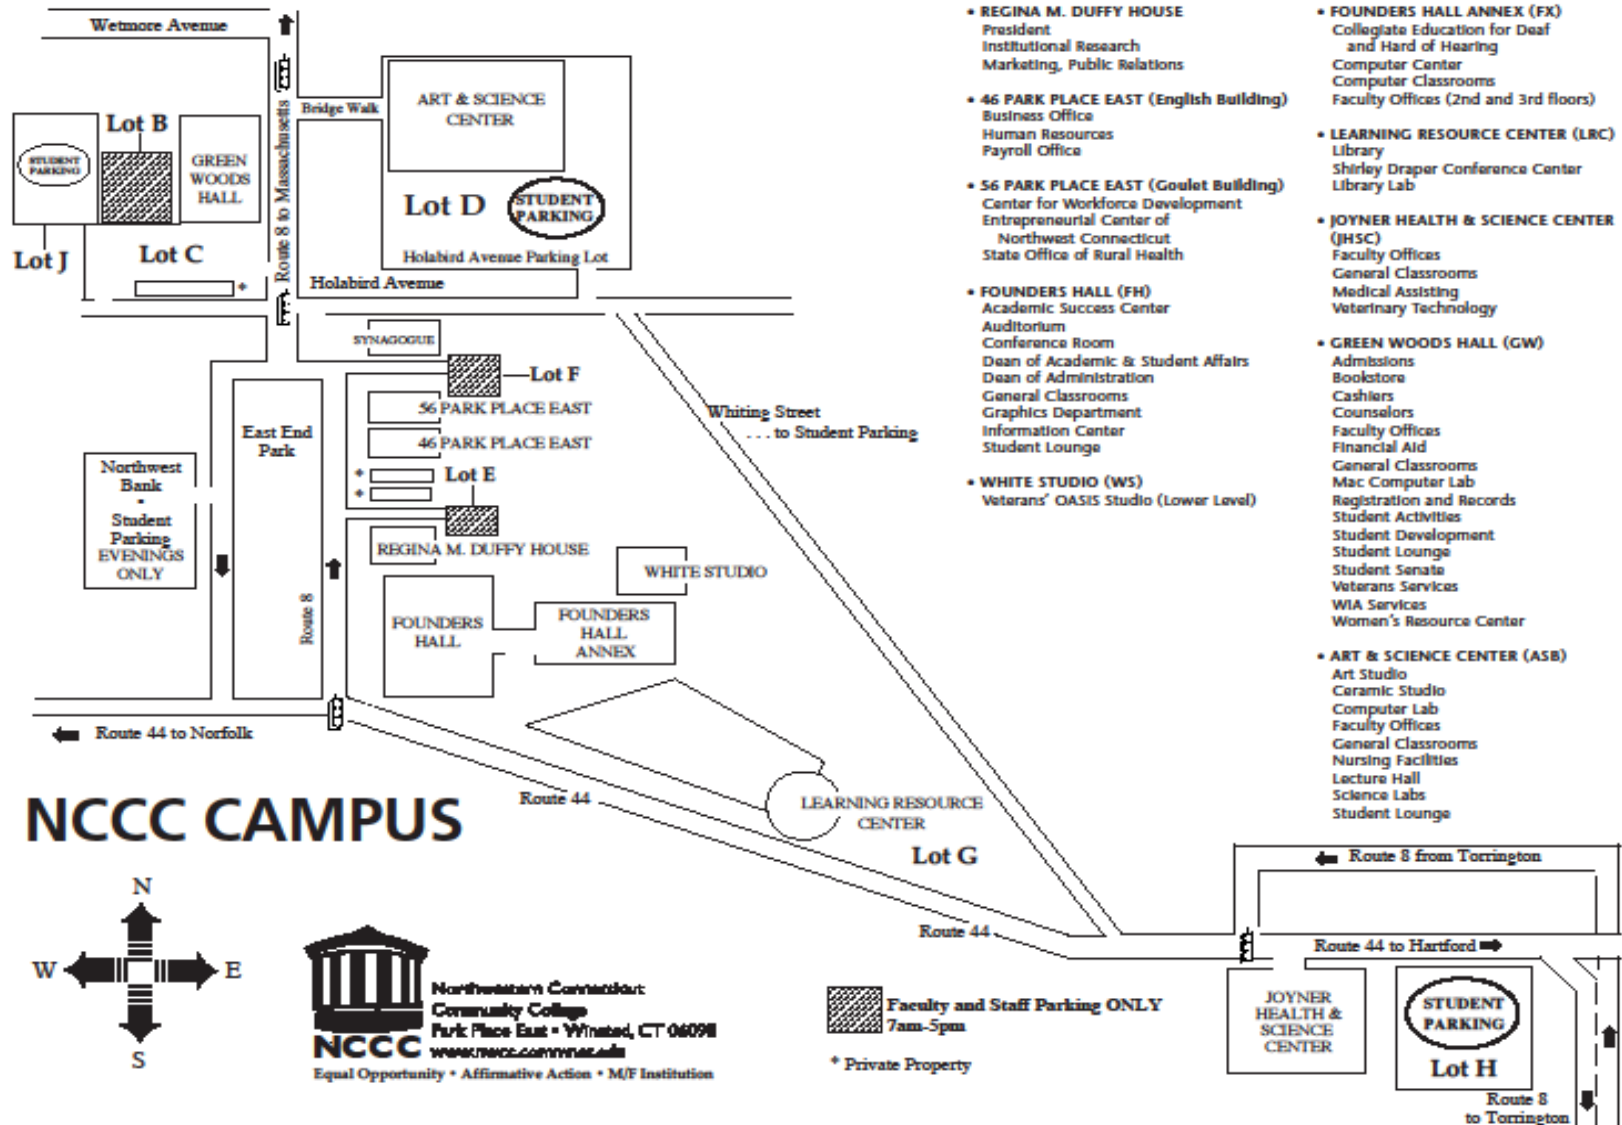 Wetmore Avenue
Route 8 to Massachusetts
Bridge Walk
ART & SCIENCE
CENTER
Lot B
STUDENT
PARKING
GREEN
WOODS
HALL
Lot D
STUDENT
PARKING
Holabird Avenue Parking Lot
Lot J
Lot C
*
Holabird Avenue
SYNAGOGUE
Lot F
56 PARK PLACE EAST
46 PARK PLACE EAST
Whiting Street
. . . to Student Parking
East End
Park
Northwest
Bank
-
Student
Parking
EVENINGS
ONLY
*
*
Lot E
REGINA M. DUFFY HOUSE
WHITE STUDIO
Route 8
FOUNDERS
HALL
FOUNDERS
HALL
ANNEX
Route 44 to Norfolk
Route 44
LEARNING RESOURCE
CENTER
Lot G
Route 44
Route 8 from Torrington
Route 44 to Hartford
JOYNER
HEALTH &
SCIENCE
CENTER
STUDENT
PARKING
Lot H
Route 8
to Torrington
• REGINA M. DUFFY HOUSE
President
Institutional Research
Marketing, Public Relations
• 46 PARK PLACE EAST (English Building)
Business Office
Human Resources
Payroll Office
• 56 PARK PLACE EAST (Goulet Building)
Center for Workforce Development
Entrepreneurial Center of
Northwest Connecticut
State Office of Rural Health
• FOUNDERS HALL (FH)
Academic Success Center
Auditorium
Conference Room
Dean of Academic & Student Affairs
Dean of Administration
General Classrooms
Graphics Department
Information Center
Student Lounge
• WHITE STUDIO (WS)
Veterans' OASIS Studio (Lower Level)
• FOUNDERS HALL ANNEX (FX)
Collegiate Education for Deaf
and Hard of Hearing
Computer Center
Computer Classrooms
Faculty Offices (2nd and 3rd floors)
• LEARNING RESOURCE CENTER (LRC)
Library
Shirley Draper Conference Center
Library Lab
• JOYNER HEALTH & SCIENCE CENTER
(JHSC)
Faculty Offices
General Classrooms
Medical Assisting
Veterinary Technology
• GREEN WOODS HALL (GW)
Admissions
Bookstore
Cashiers
Counselors
Faculty Offices
Financial Aid
General Classrooms
Mac Computer Lab
Registration and Records
Student Activities
Student Development
Student Lounge
Student Senate
Veterans Services
WIA Services
Women's Resource Center
• ART & SCIENCE CENTER (ASB)
Art Studio
Ceramic Studio
Computer Lab
Faculty Offices
General Classrooms
Nursing Facilities
Lecture Hall
Science Labs
Student Lounge
NCCC CAMPUS
N
W E
S
Northwestern Connecticut
Community College
Park Place East • Winsted, CT 06098
NCCC
Equal Opportunity • Affirmative Action • M/F Institution
Faculty and Staff Parking ONLY
7am-5pm
* Private Property